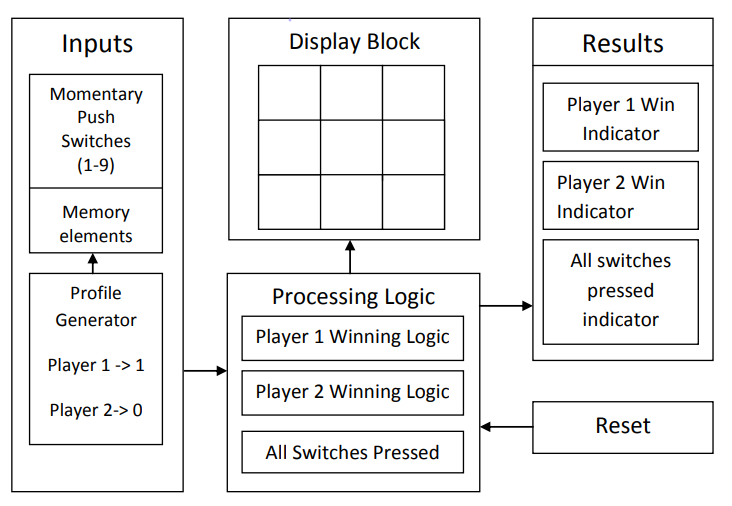 Inputs
Momentary
Push
Switches
(1-9)
Memory
elements
Profile
Generator
Player 1 -> 1
Player 2-> 0
Display Block
Processing Logic
Player 1 Winning Logic
Player 2 Winning Logic
All Switches Pressed
Results
Player 1 Win
Indicator
Player 2 Win
Indicator
All switches
pressed
indicator
Reset